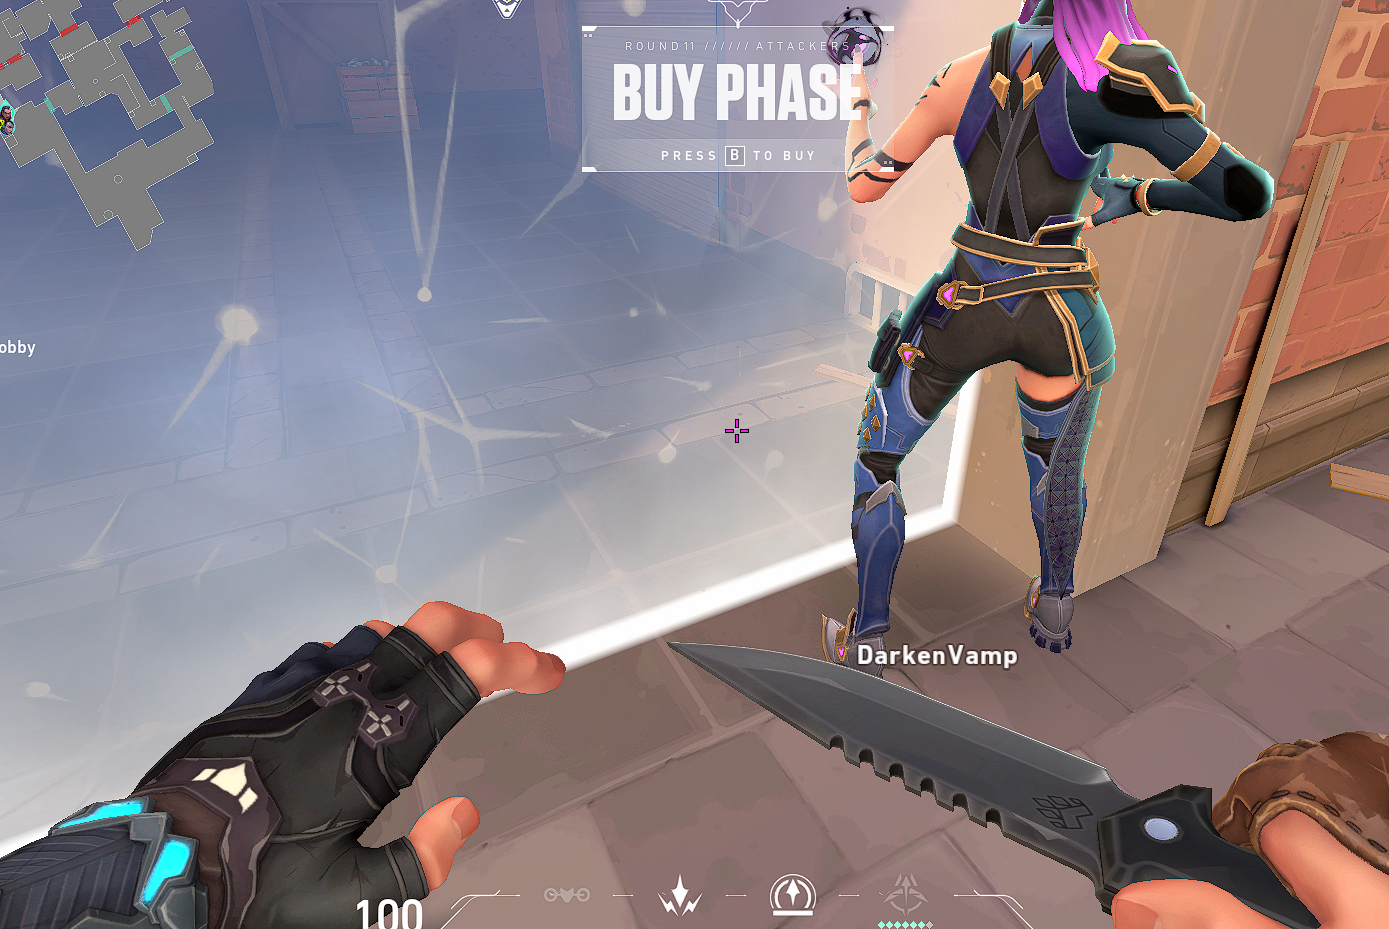 ROUND 11 ////// ATTACKERS
BUY PHASE
PRESS B TO BUY
obby
DarkenVamp
100